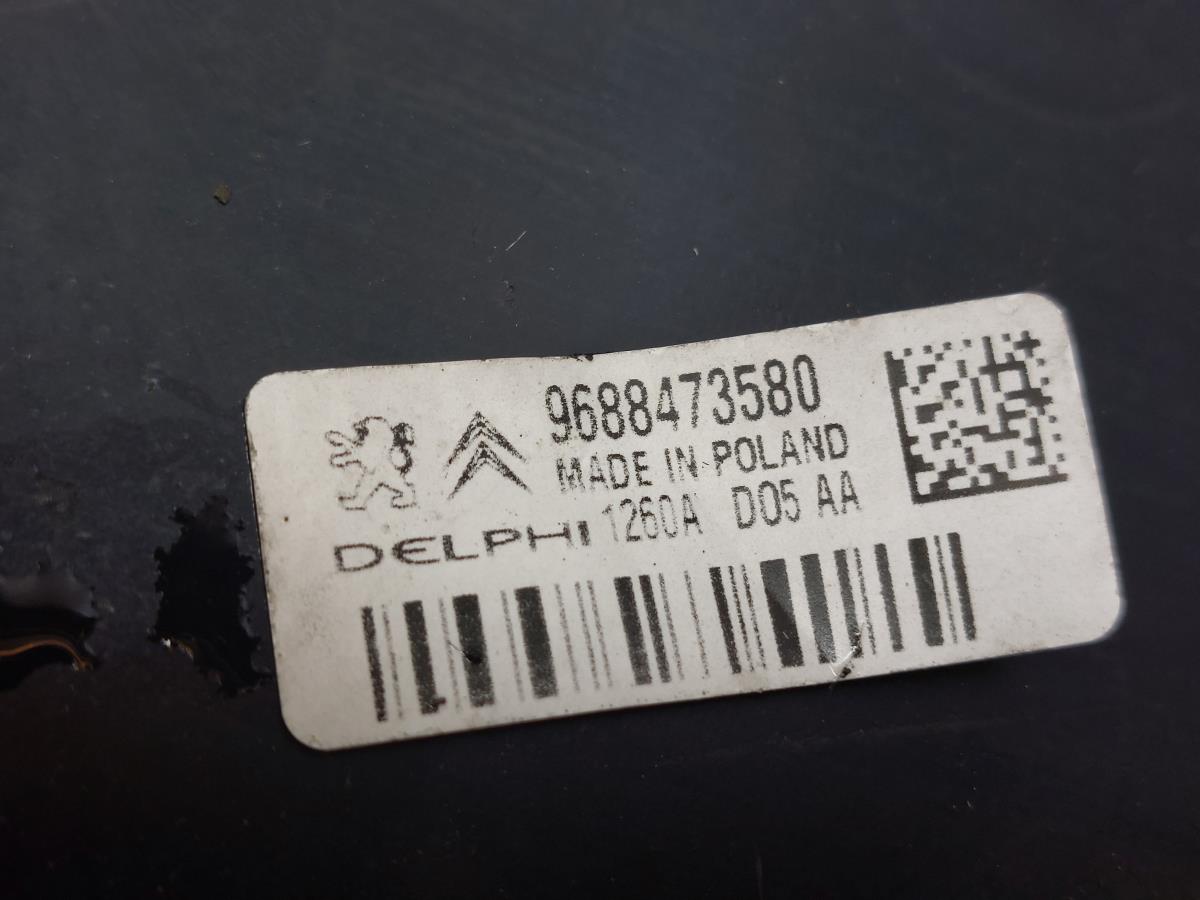 9688473580
MADE IN POLAND
DELPHI 1260A D05 AA